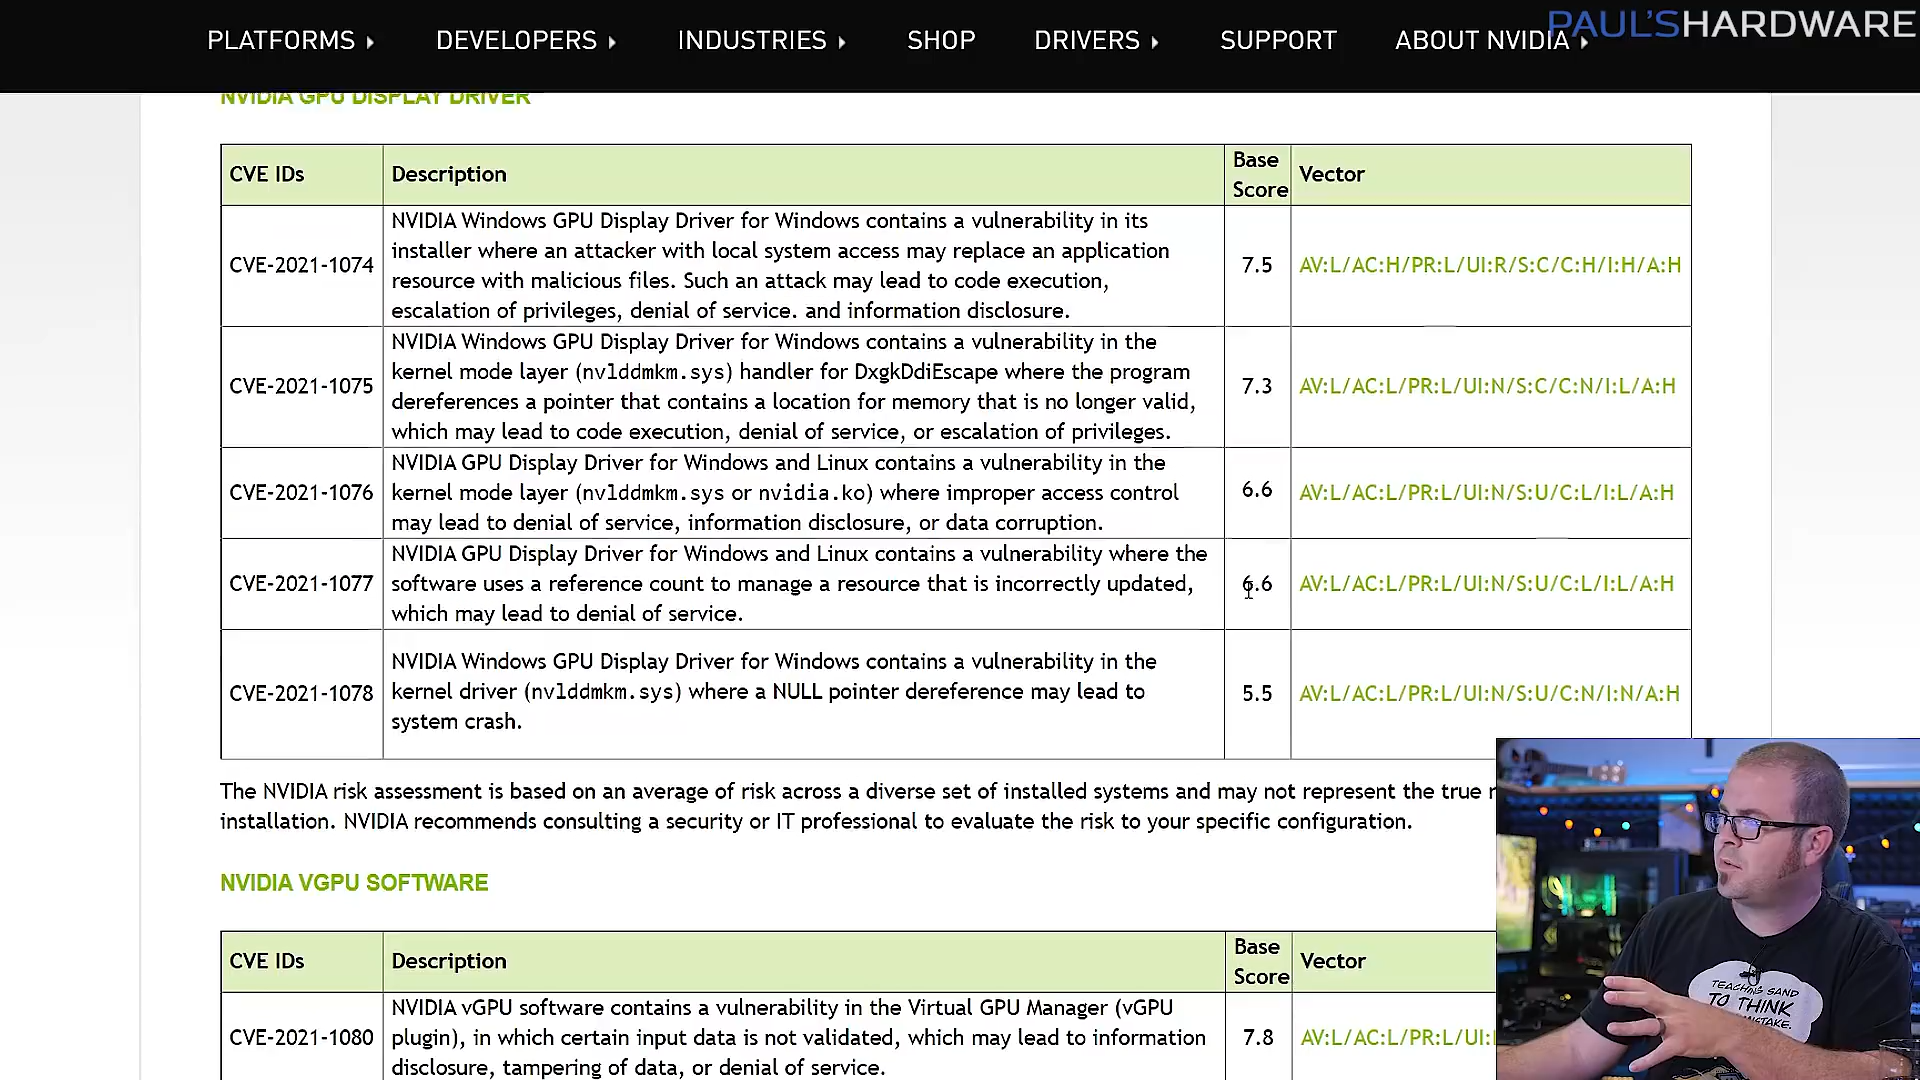 PLATFORMS DEVELOPERS INDUSTRIES SHOP DRIVERS SUPPORT ABOUT NVIDIA
PAUL'SHARDWARE
NVIDIA GPU DISPLAY DRIVER
CVE IDs Description Base Score Vector
NVIDIA Windows GPU Display Driver for Windows contains a vulnerability in its
installer where an attacker with local system access may replace an application
CVE-2021-1074 7.5 AV:L/AC:H/PR:L/UI:R/S:C/C:H/I:H/A:H
resource with malicious files. Such an attack may lead to code execution,
escalation of privileges, denial of service. and information disclosure.
NVIDIA Windows GPU Display Driver for Windows contains a vulnerability in the
kernel mode layer (nvlddmkm.sys) handler for DxgkDdiEscape where the program
CVE-2021-1075 7.3 AV:L/AC:L/PR:L/UI:N/S:C/C:N/I:L/A:H
dereferences a pointer that contains a location for memory that is no longer valid,
which may lead to code execution, denial of service, or escalation of privileges.
NVIDIA GPU Display Driver for Windows and Linux contains a vulnerability in the
CVE-2021-1076 kernel mode layer (nvlddmkm.sys or nvidia.ko) where improper access control 6.6 AV:L/AC:L/PR:L/UI:N/S:U/C:L/I:L/A:H
may lead to denial of service, information disclosure, or data corruption.
NVIDIA GPU Display Driver for Windows and Linux contains a vulnerability where the
CVE-2021-1077 software uses a reference count to manage a resource that is incorrectly updated, 6.6 AV:L/AC:L/PR:L/UI:N/S:U/C:L/I:L/A:H
which may lead to denial of service.
NVIDIA Windows GPU Display Driver for Windows contains a vulnerability in the
CVE-2021-1078 kernel driver (nvlddmkm.sys) where a NULL pointer dereference may lead to 5.5 AV:L/AC:L/PR:L/UI:N/S:U/C:N/I:N/A:H
system crash.
The NVIDIA risk assessment is based on an average of risk across a diverse set of installed systems and may not represent the true
installation. NVIDIA recommends consulting a security or IT professional to evaluate the risk to your specific configuration.
NVIDIA VGPU SOFTWARE
CVE IDs Description Base Score Vector
NVIDIA vGPU software contains a vulnerability in the Virtual GPU Manager (vGPU
CVE-2021-1080 plugin), in which certain input data is not validated, which may lead to information 7.8 AV:L/AC:L/PR:L/UI:
disclosure, tampering of data, or denial of service.
TEACHING SAND
TO THINK